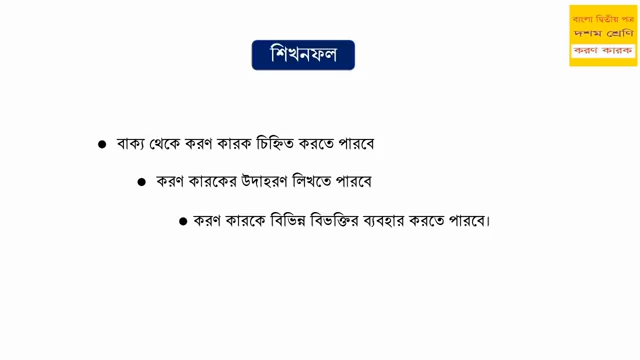 বাংলা দ্বিতীয় পত্র
দশম শ্রেণি
করণ কারক
শিখনফল
● বাক্য থেকে করণ কারক চিহ্নিত করতে পারবে
● করণ কারকের উদাহরণ লিখতে পারবে
● করণ কারকে বিভিন্ন বিভক্তির ব্যবহার করতে পারবে।